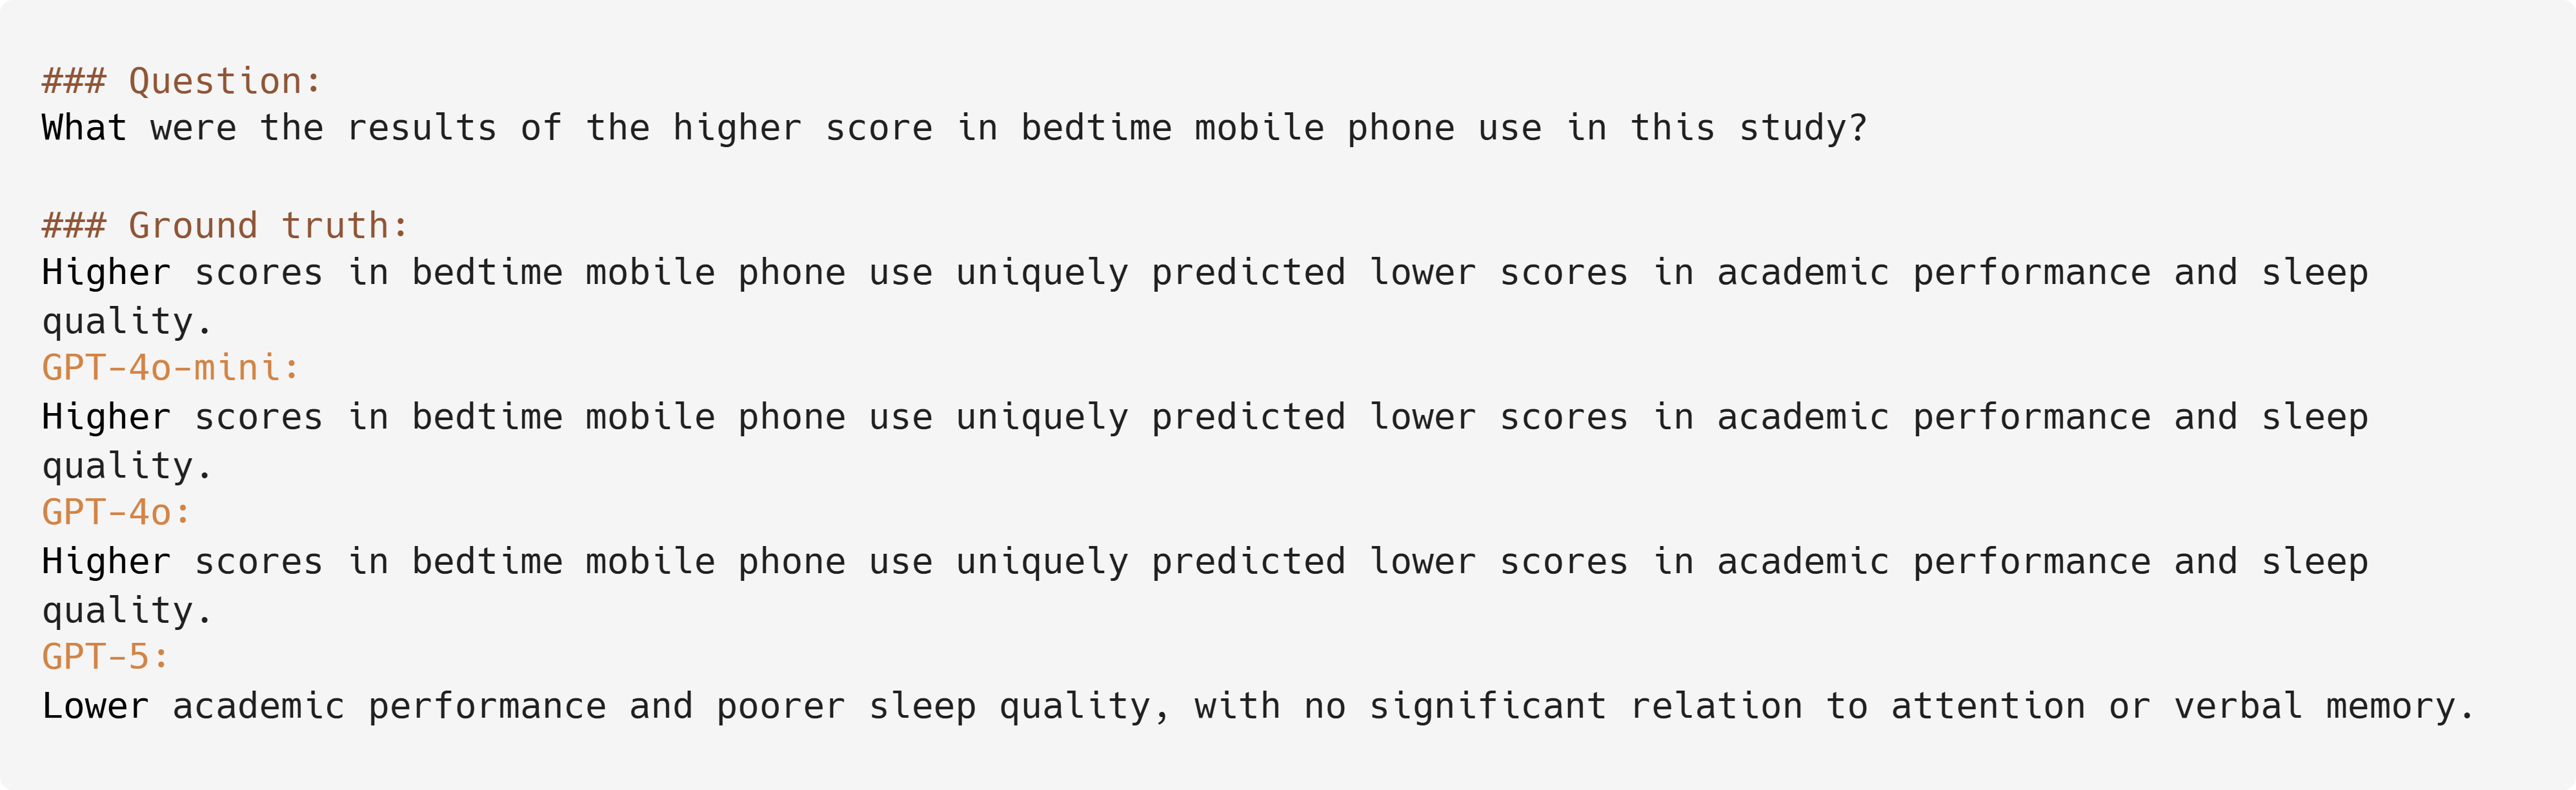 ### Question:
What were the results of the higher score in bedtime mobile phone use in this study?
### Ground truth:
Higher scores in bedtime mobile phone use uniquely predicted lower scores in academic performance and sleep
quality.
GPT-4o-mini:
Higher scores in bedtime mobile phone use uniquely predicted lower scores in academic performance and sleep
quality.
GPT-4o:
Higher scores in bedtime mobile phone use uniquely predicted lower scores in academic performance and sleep
quality.
GPT-5:
Lower academic performance and poorer sleep quality, with no significant relation to attention or verbal memory.